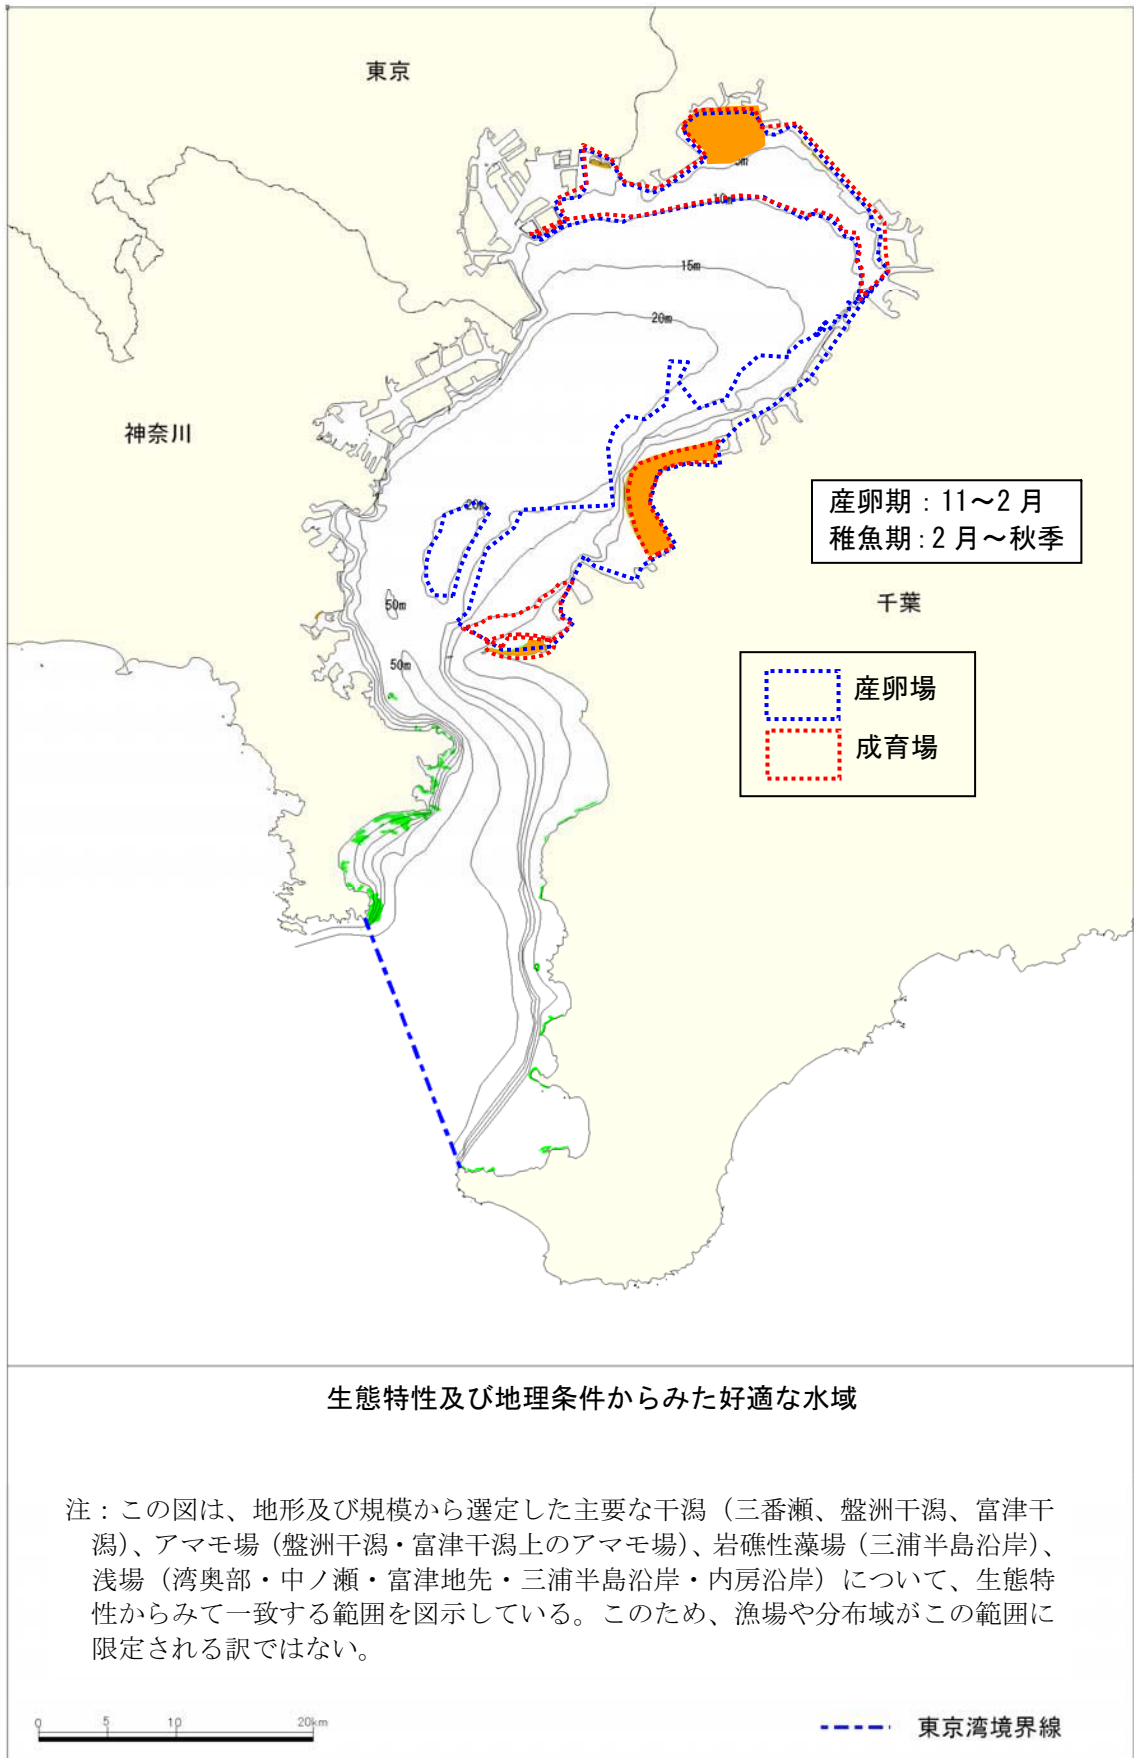 東京
5m
10m
15m
20m
神奈川
20m
産卵期：11～2 月
稚魚期：2 月～秋季
千葉
50m
50m
産卵場
成育場
生態特性及び地理条件からみた好適な水域
注：この図は、地形及び規模から選定した主要な干潟（三番瀬、盤洲干潟、富津干
潟）、アマモ場（盤洲干潟・富津干潟上のアマモ場）、岩礁性藻場（三浦半島沿岸）、
浅場（湾奥部・中ノ瀬・富津地先・三浦半島沿岸・内房沿岸）について、生態特
性からみて一致する範囲を図示している。このため、漁場や分布域がこの範囲に
限定される訳ではない。
0 5 10 20km
東京湾境界線